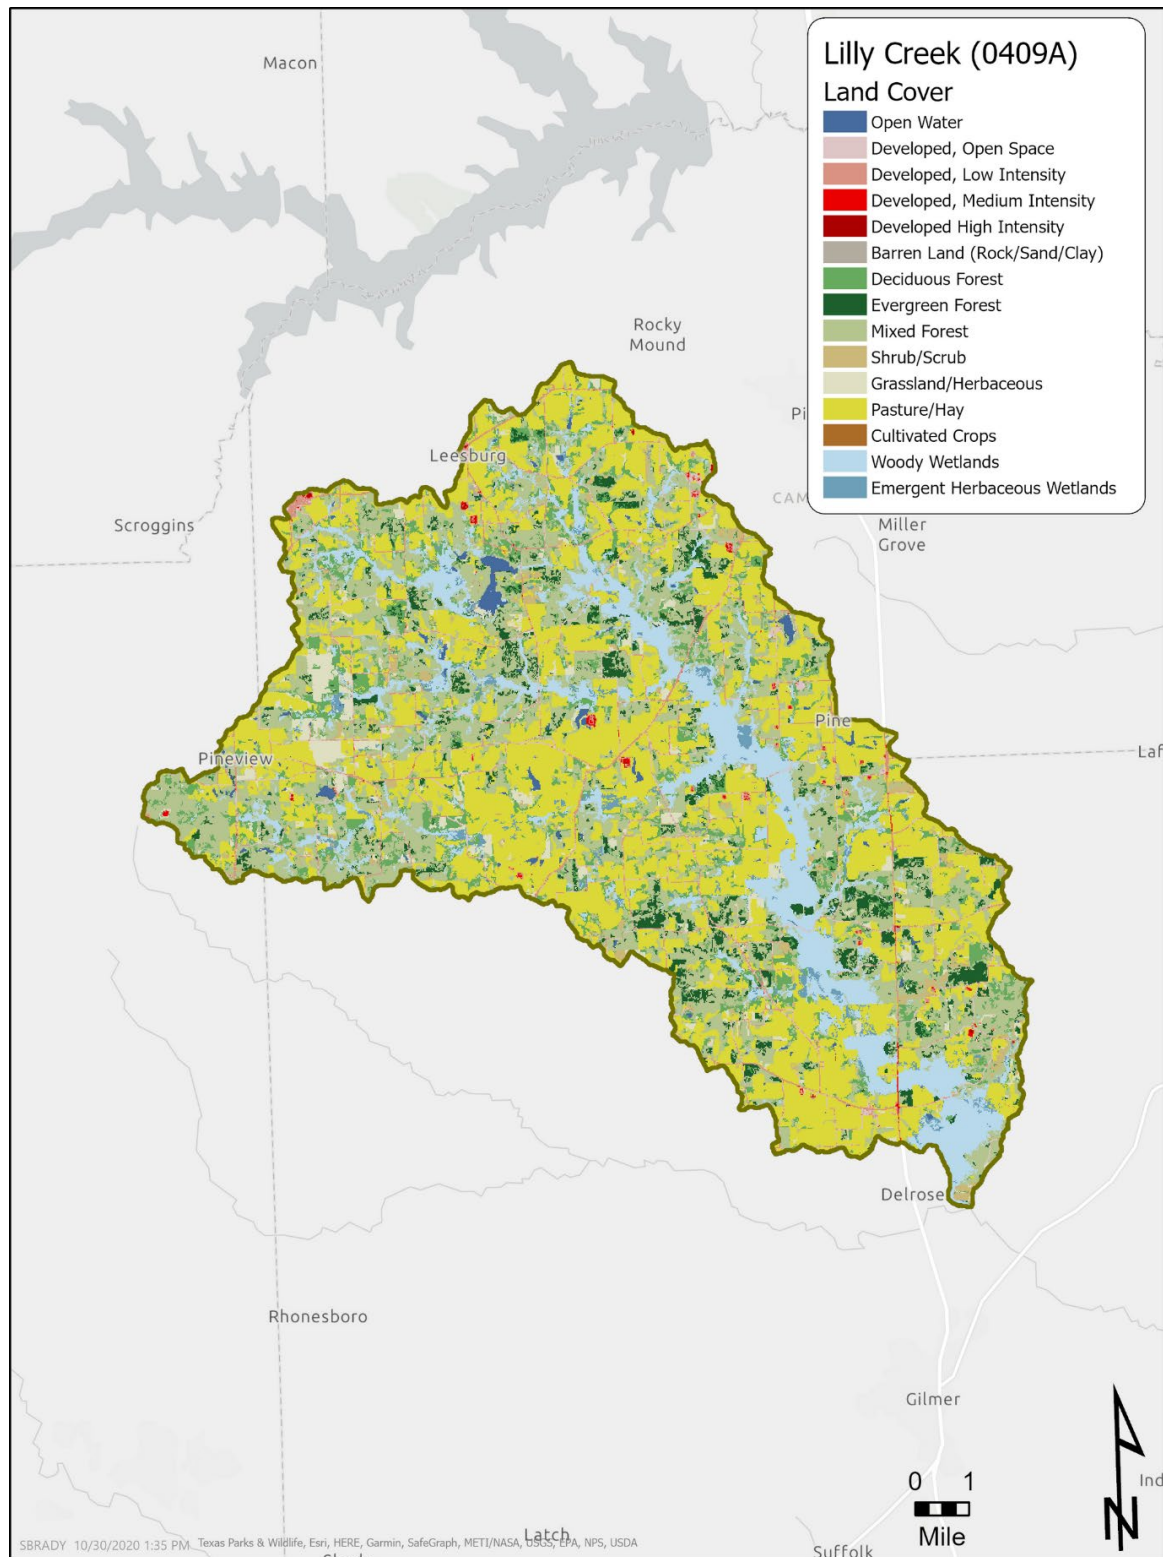 Macon
Lilly Creek (0409A)
Land Cover
Open Water
Developed, Open Space
Developed, Low Intensity
Developed, Medium Intensity
Developed High Intensity
Barren Land (Rock/Sand/Clay)
Deciduous Forest
Evergreen Forest
Mixed Forest
Shrub/Scrub
Grassland/Herbaceous
Pasture/Hay
Cultivated Crops
Woody Wetlands
Emergent Herbaceous Wetlands
Rocky
Mound
Pi
Leesburg
CAM
Scroggins
Miller
Grove
Pine
Laf
Pineview
Delrose
Rhonesboro
Gilmer
0 1
Mile
N
Ind
Latch
Suffolk
SBRADY 10/30/2020 1:35 PM Texas Parks & Wildlife, Esri, HERE, Garmin, SafeGraph, METI/NASA, USGS, EPA, NPS, USDA